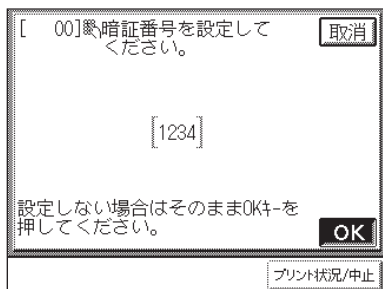 [ 00]暗証番号を設定して
ください。
取消
[1234]
設定しない場合はそのままOKキーを
押してください。
OK
プリント状況/中止